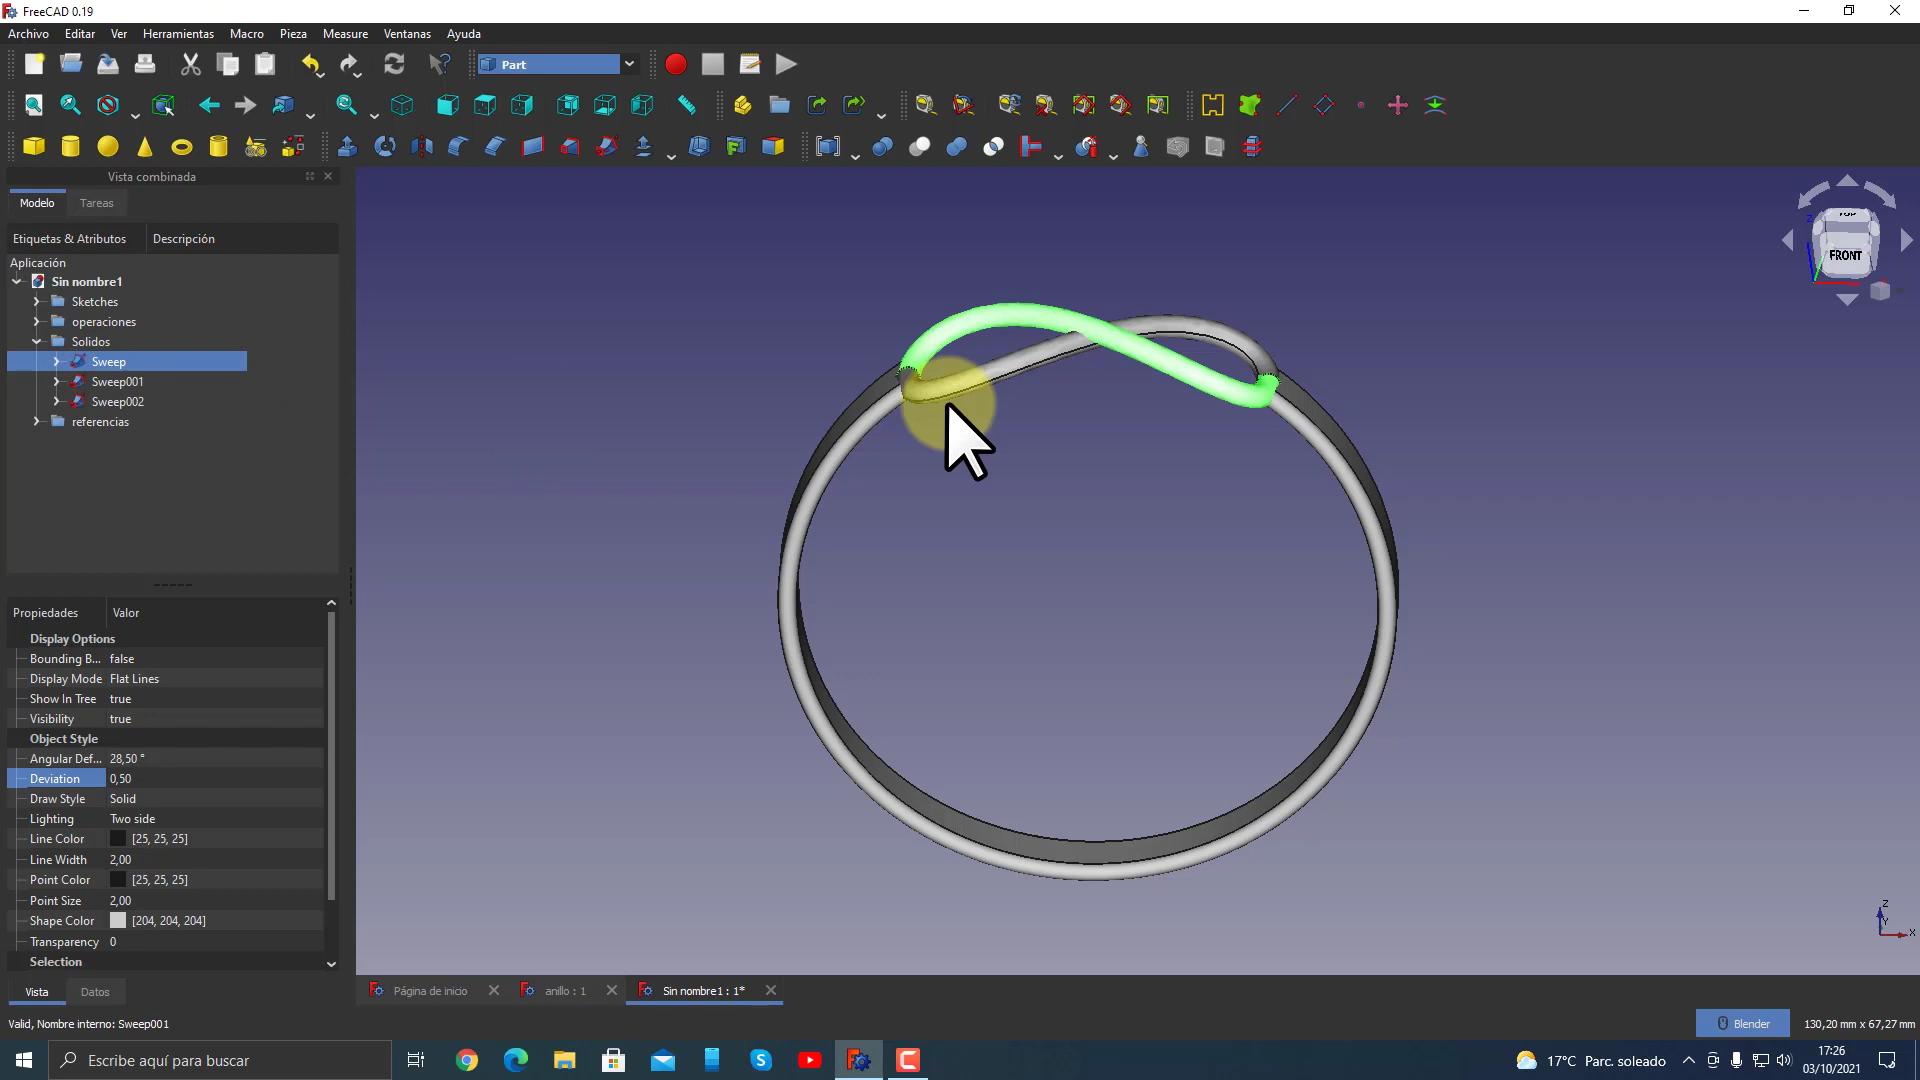 FreeCAD 0.19
Archivo Editar Ver Herramientas Macro Pieza Measure Ventanas Ayuda
Part
Vista combinada
Modelo Tareas
Etiquetas & Atributos Descripción
Aplicación
Sin nombre1
Sketches
operaciones
Solidos
Sweep
Sweep001
Sweep002
referencias
TOP
FRONT
Z
Propiedades Valor
Display Options
Bounding B... false
Display Mode Flat Lines
Show In Tree true
Visibility true
Object Style
Angular Def... 28,50 °
Deviation 0,50
Draw Style Solid
Lighting Two side
Line Color [25, 25, 25]
Line Width 2,00
Point Color [25, 25, 25]
Point Size 2,00
Shape Color [204, 204, 204]
Transparency 0
Selection
Z
Y
X
Vista Datos
Página de inicio anillo : 1 Sin nombre1 : 1*
Valid, Nombre interno: Sweep001
Blender 130,20 mm x 67,27 mm
Escribe aquí para buscar
17°C Parc. soleado
17:26
03/10/2021